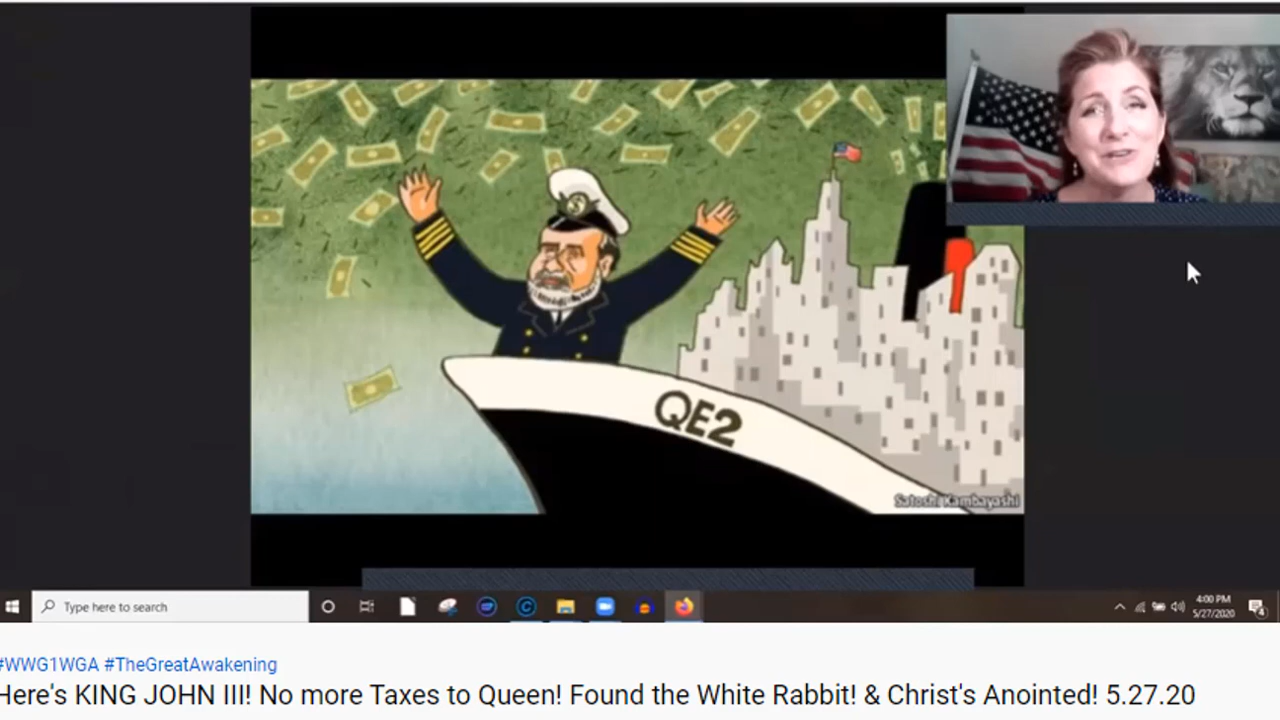 QE2
Satoshi Kambayashi
Type here to search
4:00 PM
5/27/2020
4
#WWG1WGA #TheGreatAwakening
Here's KING JOHN III! No more Taxes to Queen! Found the White Rabbit! & Christ's Anointed! 5.27.20